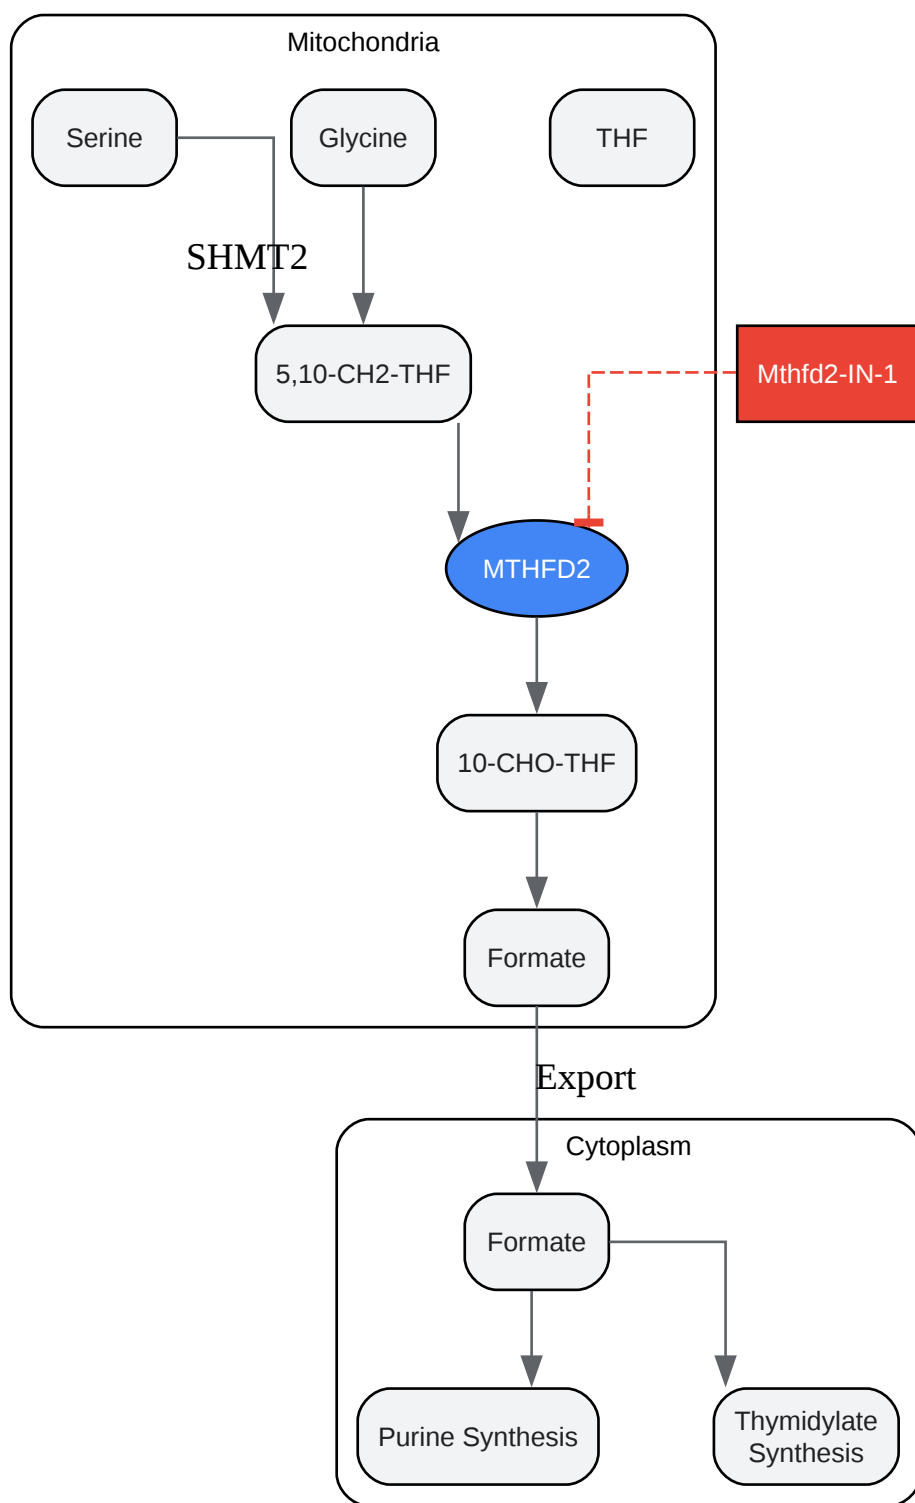 Mitochondria
Serine
Glycine
THF
SHMT2
5,10-CH2-THF
Mthfd2-IN-1
MTHFD2
10-CHO-THF
Formate
Export
Cytoplasm
Formate
Purine Synthesis
Thymidylate
Synthesis